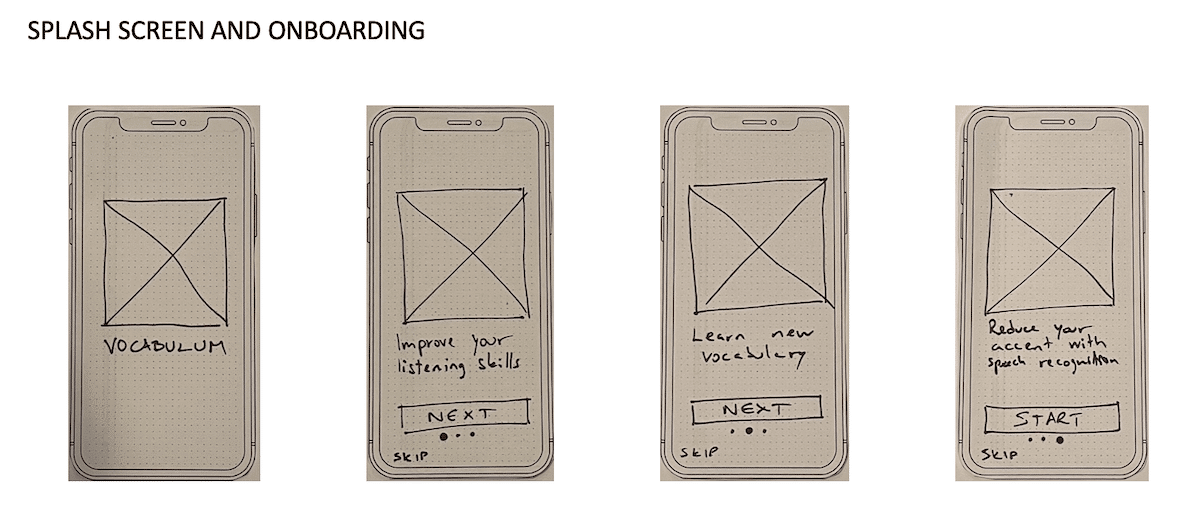 SPLASH SCREEN AND ONBOARDING
VOCABULUM
Improve your
listening skills
NEXT
SKIP
Learn new
vocabulary
NEXT
SKIP
Reduce your
accent with
speech recognition
START
SKIP